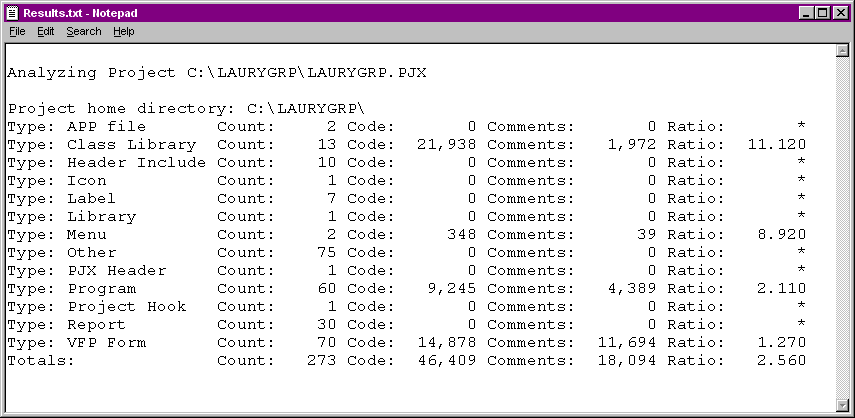 Results.txt - Notepad
File Edit Search Help
Analyzing Project C:\LAURYGRP\LAURYGRP.PJX
Project home directory: C:\LAURYGRP\
Type: APP file Count: 2 Code: 0 Comments: 0 Ratio: *
Type: Class Library Count: 13 Code: 21,938 Comments: 1,972 Ratio: 11.120
Type: Header Include Count: 10 Code: 0 Comments: 0 Ratio: *
Type: Icon Count: 1 Code: 0 Comments: 0 Ratio: *
Type: Label Count: 7 Code: 0 Comments: 0 Ratio: *
Type: Library Count: 1 Code: 0 Comments: 0 Ratio: *
Type: Menu Count: 2 Code: 348 Comments: 39 Ratio: 8.920
Type: Other Count: 75 Code: 0 Comments: 0 Ratio: *
Type: PJX Header Count: 1 Code: 0 Comments: 0 Ratio: *
Type: Program Count: 60 Code: 9,245 Comments: 4,389 Ratio: 2.110
Type: Project Hook Count: 1 Code: 0 Comments: 0 Ratio: *
Type: Report Count: 30 Code: 0 Comments: 0 Ratio: *
Type: VFP Form Count: 70 Code: 14,878 Comments: 11,694 Ratio: 1.270
Totals: Count: 273 Code: 46,409 Comments: 18,094 Ratio: 2.560